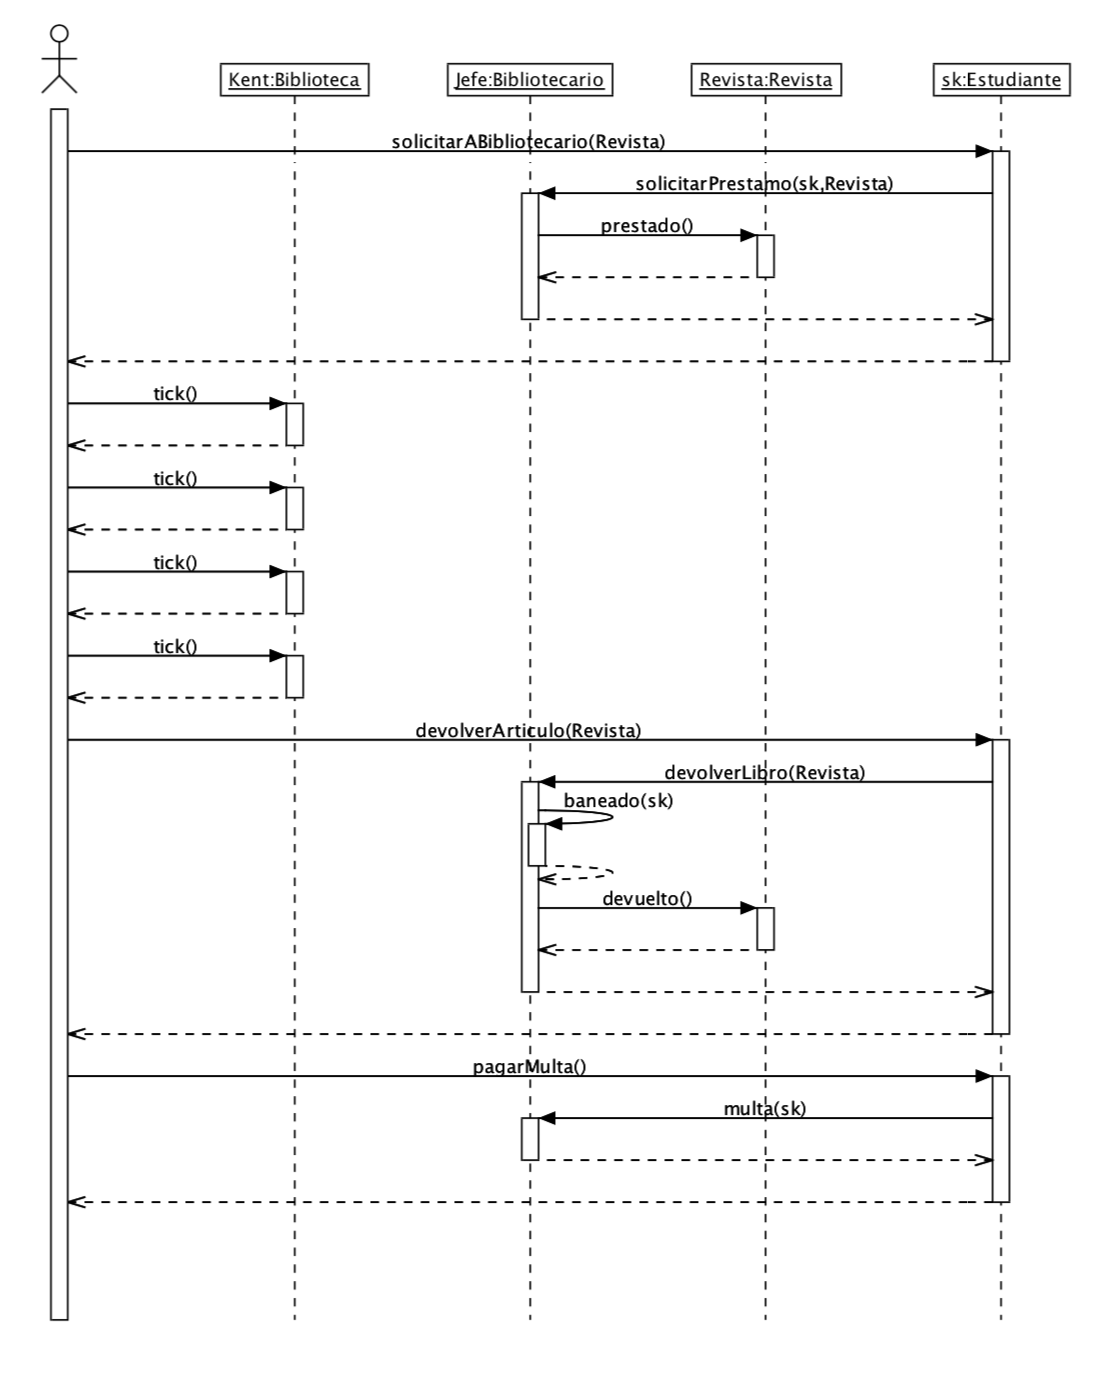 Kent:Biblioteca
Jefe:Bibliotecario
Revista:Revista
sk:Estudiante
solicitarABibliotecario(Revista)
solicitarPrestamo(sk,Revista)
prestado()
tick()
tick()
tick()
tick()
devolverArticulo(Revista)
devolverLibro(Revista)
baneado(sk)
devuelto()
pagarMulta()
multa(sk)